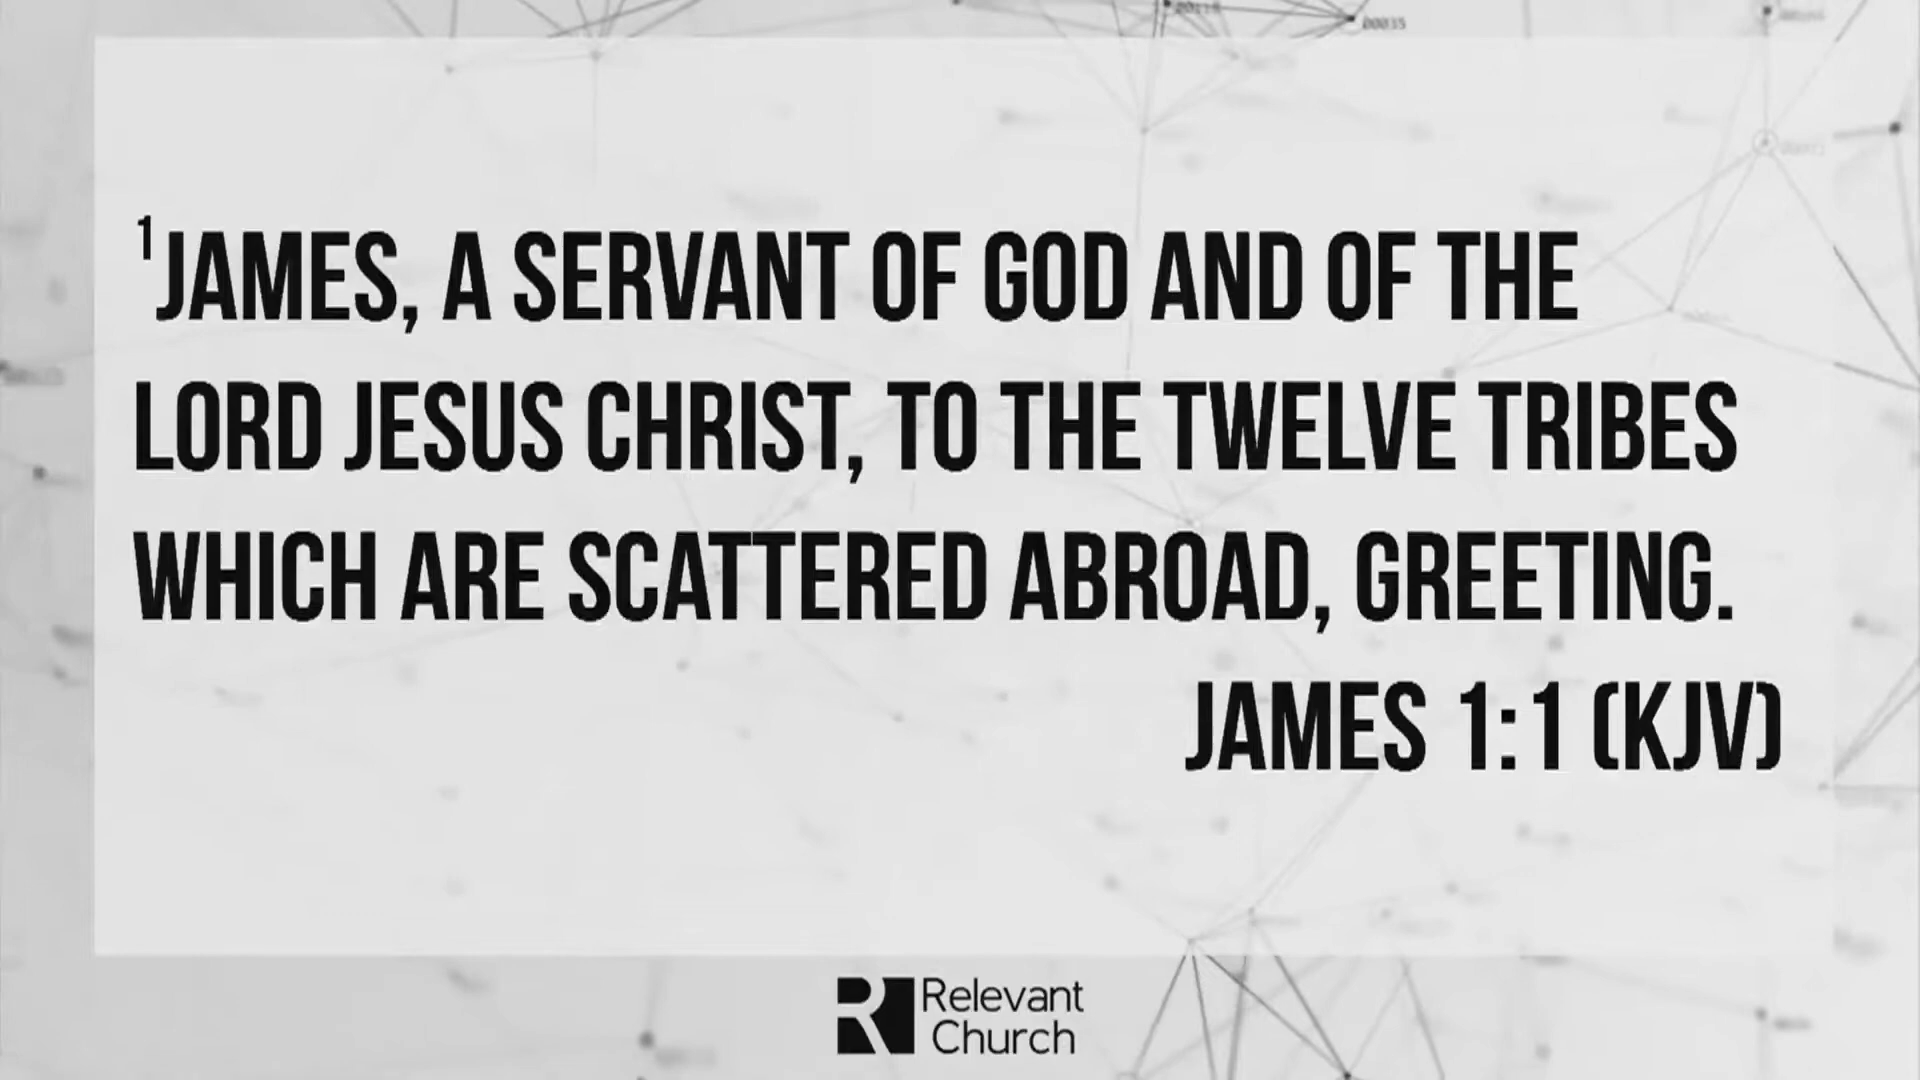 00035
¹JAMES, A SERVANT OF GOD AND OF THE
LORD JESUS CHRIST, TO THE TWELVE TRIBES
WHICH ARE SCATTERED ABROAD, GREETING.
JAMES 1:1 (KJV)
Relevant
Church